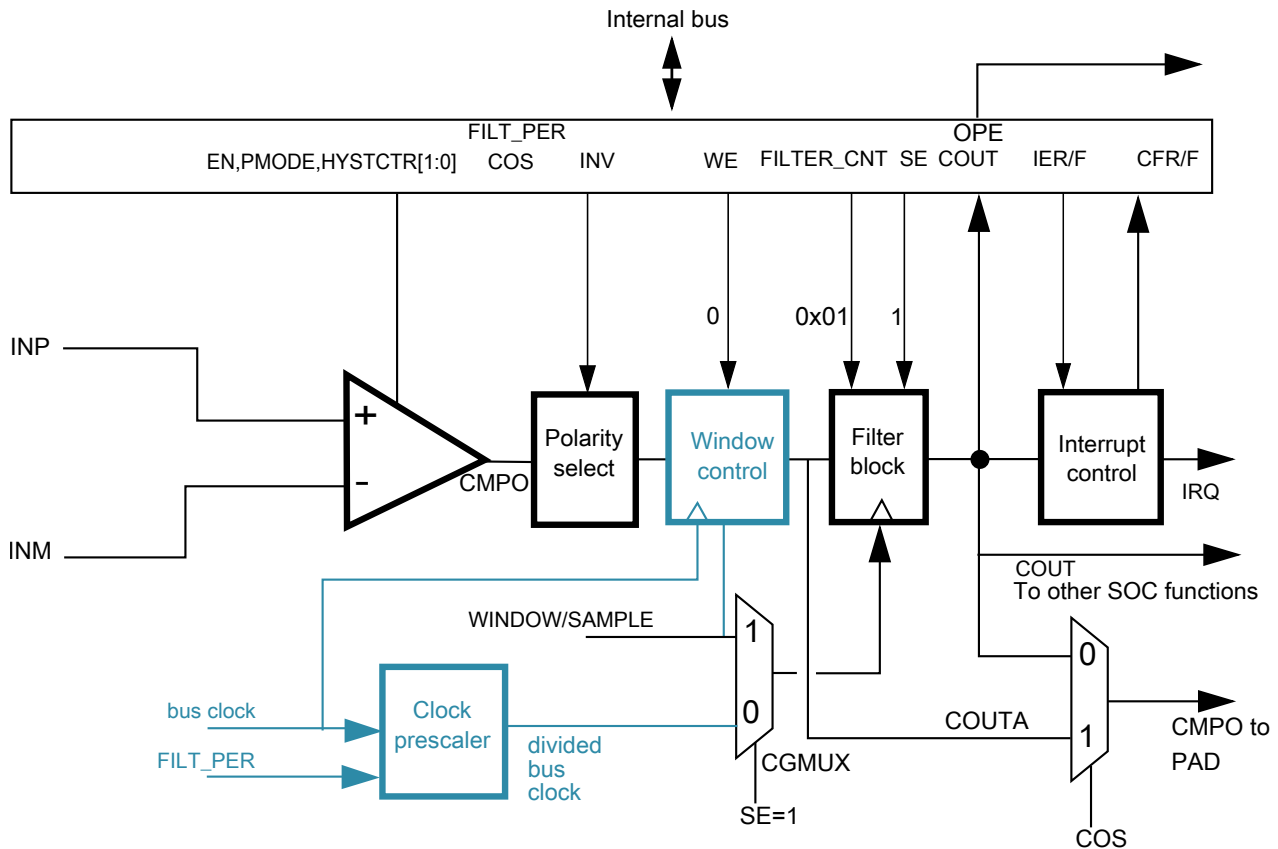 Internal bus
FILT_PER
OPE
EN,PMODE,HYSTCTR[1:0]
COS
INV
WE
FILTER_CNT
SE
COUT
IER/F
CFR/F
0
0x01
1
INP
+
-
INM
CMPO
Polarity
select
Window
control
Filter
block
Interrupt
control
IRQ
COUT
To other SOC functions
WINDOW/SAMPLE
1
0
CGMUX
SE=1
bus clock
FILT_PER
Clock
prescaler
divided
bus
clock
COUTA
0
1
COS
CMPO to
PAD